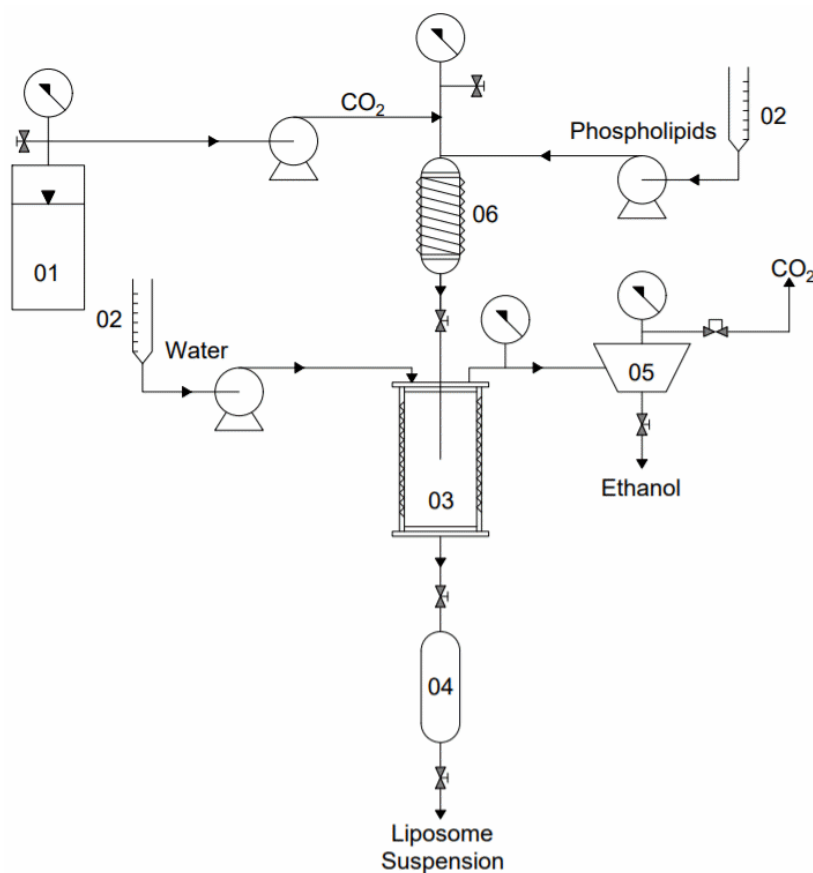 CO₂
Phospholipids
02
06
01
CO₂
02
Water
05
03
Ethanol
04
Liposome
Suspension